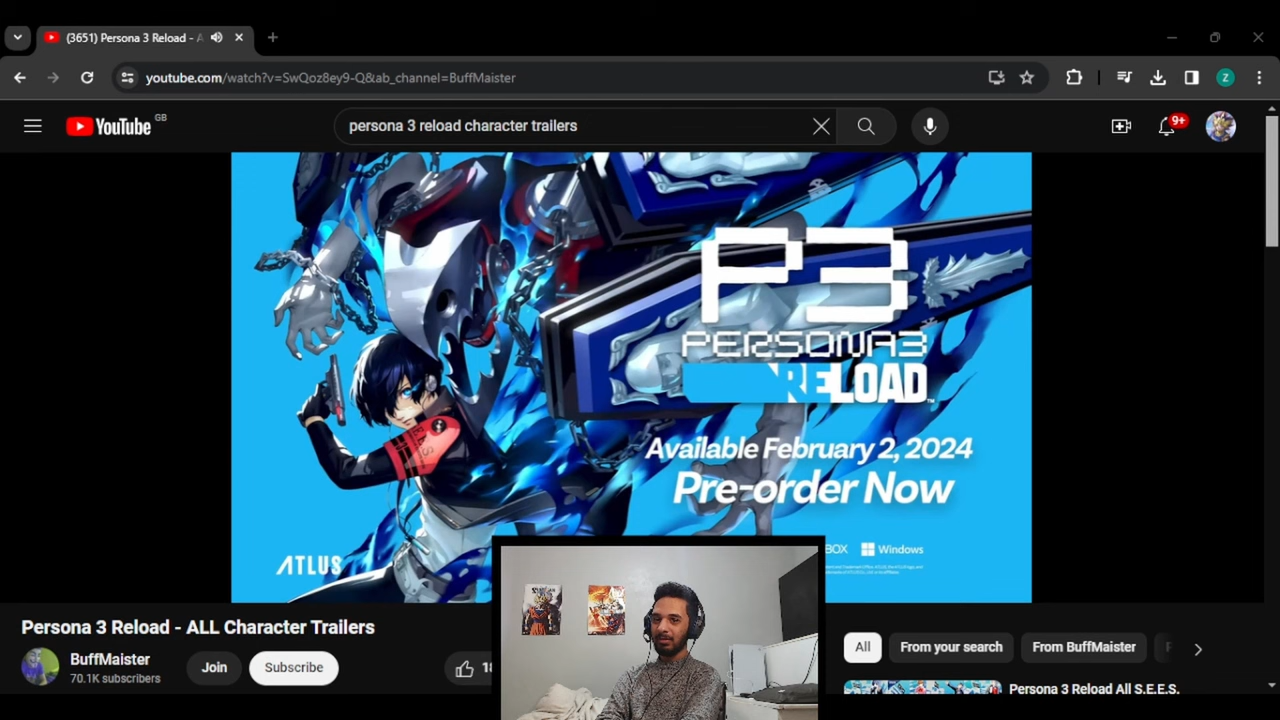 (3651) Persona 3 Reload - A
youtube.com/watch?v=SwQoz8ey9-Q&ab_channel=BuffMaister
Z
YouTube GB
persona 3 reload character trailers
9+
P3
PERSONA3
RELOAD™
Available February 2, 2024
Pre-order Now
ATLUS
BOX Windows
Persona 3 Reload - ALL Character Trailers
BuffMaister
70.1K subscribers
Join
Subscribe
All
From your search
From BuffMaister
Persona 3 Reload All S.E.E.S.